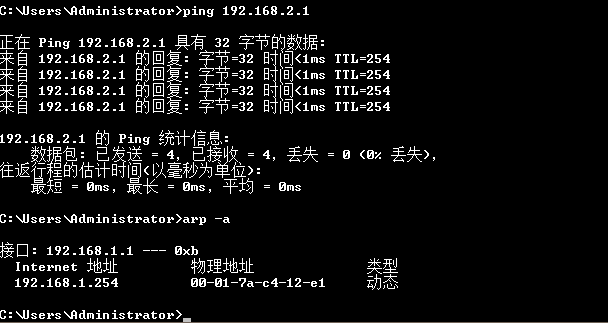 C:\Users\Administrator>ping 192.168.2.1
正在 Ping 192.168.2.1 具有 32 字节的数据:
来自 192.168.2.1 的回复: 字节=32 时间<1ms TTL=254
来自 192.168.2.1 的回复: 字节=32 时间<1ms TTL=254
来自 192.168.2.1 的回复: 字节=32 时间<1ms TTL=254
来自 192.168.2.1 的回复: 字节=32 时间<1ms TTL=254
192.168.2.1 的 Ping 统计信息:
数据包: 已发送 = 4, 已接收 = 4, 丢失 = 0 (0% 丢失),
往返行程的估计时间(以毫秒为单位):
最短 = 0ms, 最长 = 0ms, 平均 = 0ms
C:\Users\Administrator>arp -a
接口: 192.168.1.1 --- 0xb
Internet 地址 物理地址 类型
192.168.1.254 00-01-7a-c4-12-e1 动态
C:\Users\Administrator>